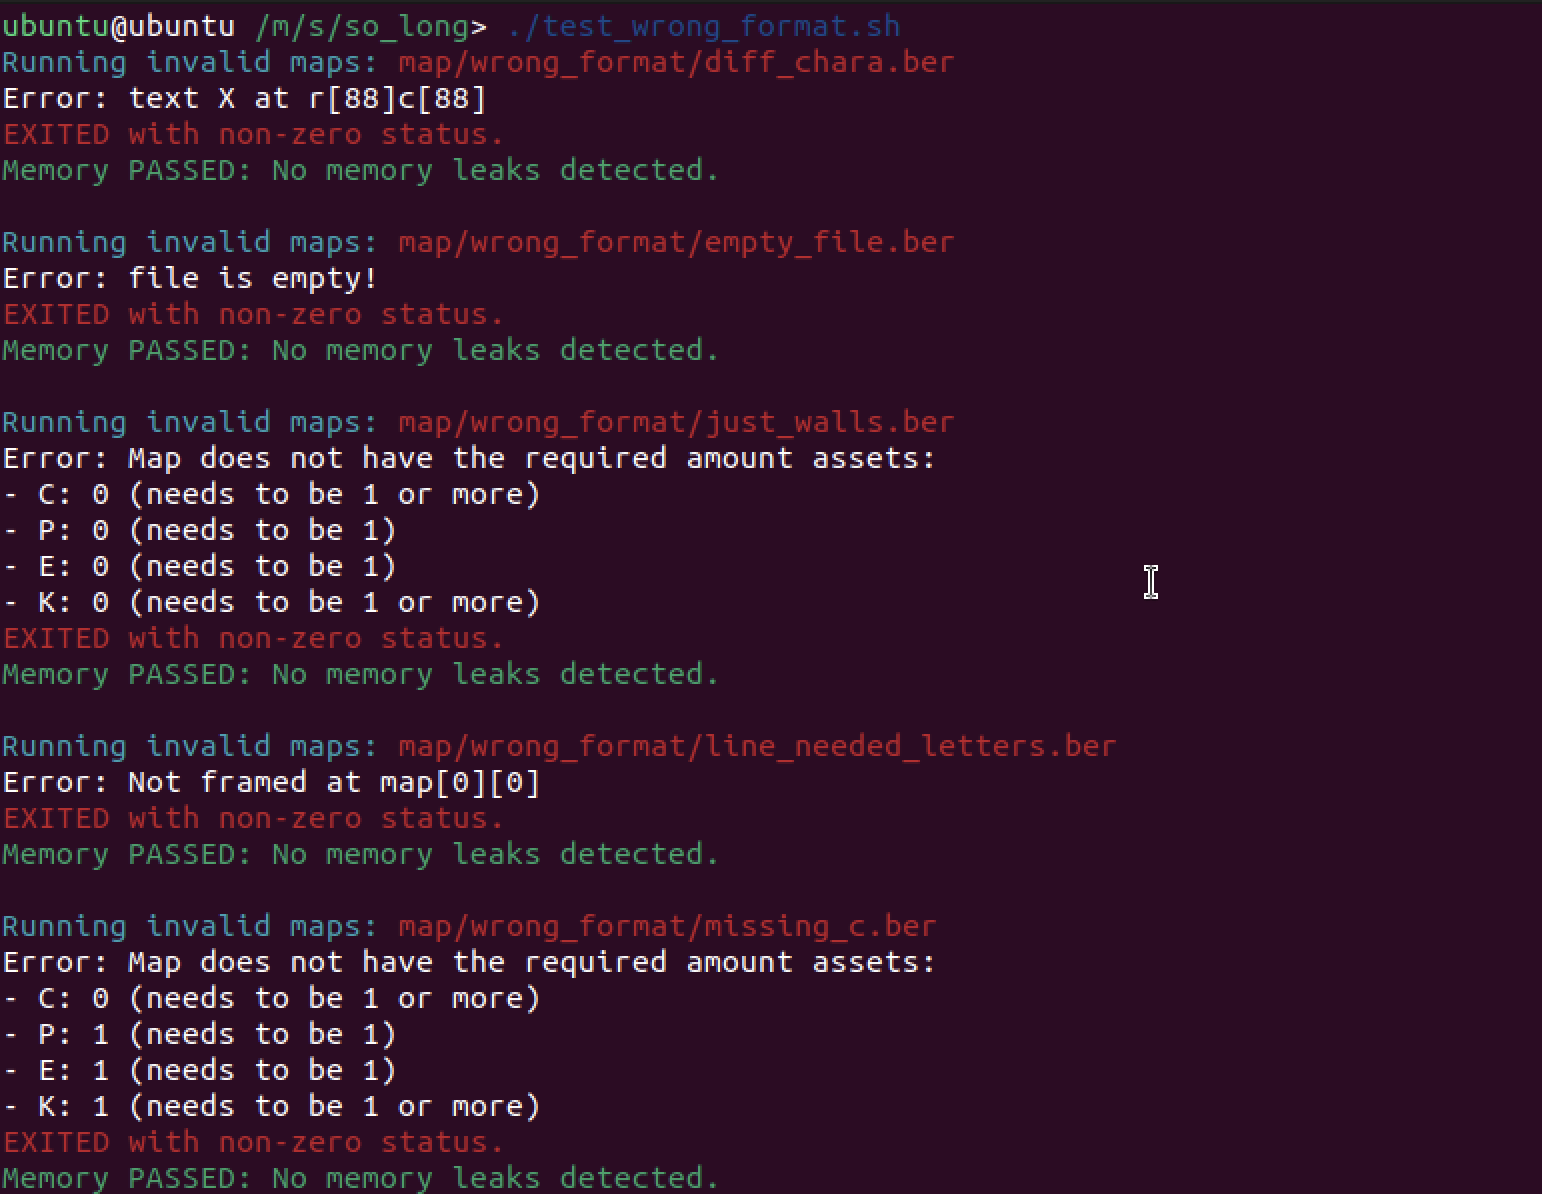 ubuntu@ubuntu /m/s/so_long> ./test_wrong_format.sh
Running invalid maps: map/wrong_format/diff_chara.ber
Error: text X at r[88]c[88]
EXITED with non-zero status.
Memory PASSED: No memory leaks detected.
Running invalid maps: map/wrong_format/empty_file.ber
Error: file is empty!
EXITED with non-zero status.
Memory PASSED: No memory leaks detected.
Running invalid maps: map/wrong_format/just_walls.ber
Error: Map does not have the required amount assets:
- C: 0 (needs to be 1 or more)
- P: 0 (needs to be 1)
- E: 0 (needs to be 1)
- K: 0 (needs to be 1 or more)
EXITED with non-zero status.
Memory PASSED: No memory leaks detected.
Running invalid maps: map/wrong_format/line_needed_letters.ber
Error: Not framed at map[0][0]
EXITED with non-zero status.
Memory PASSED: No memory leaks detected.
Running invalid maps: map/wrong_format/missing_c.ber
Error: Map does not have the required amount assets:
- C: 0 (needs to be 1 or more)
- P: 1 (needs to be 1)
- E: 1 (needs to be 1)
- K: 1 (needs to be 1 or more)
EXITED with non-zero status.
Memory PASSED: No memory leaks detected.